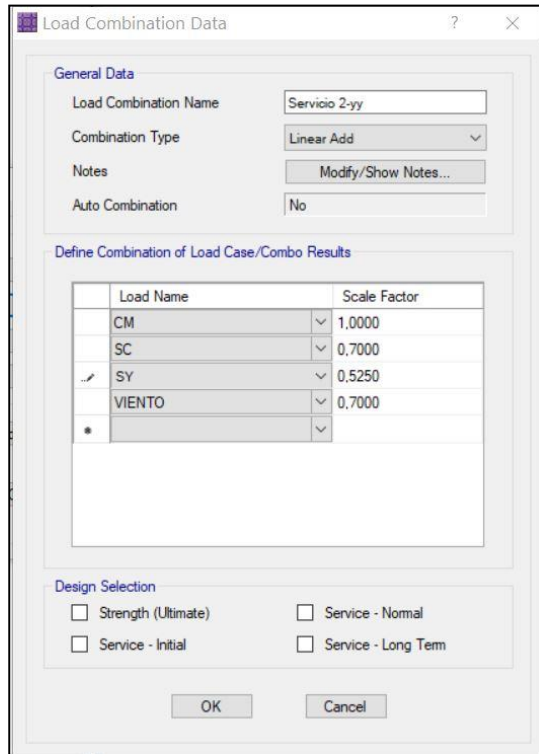 Load Combination Data ? ×
General Data
Load Combination Name Servicio 2-yy
Combination Type Linear Add
Notes Modify/Show Notes...
Auto Combination No
Define Combination of Load Case/Combo Results
Load Name Scale Factor
CM 1,0000
SC 0,7000
SY 0,5250
VIENTO 0,7000
*
Design Selection
Strength (Ultimate) Service - Normal
Service - Initial Service - Long Term
OK Cancel